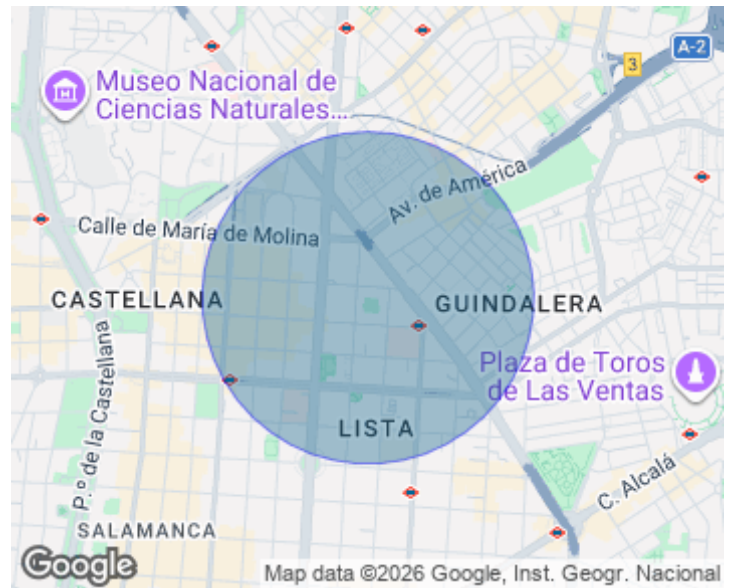 A-2
3
Museo Nacional de
Ciencias Naturales...
Av. de América
Calle de María de Molina
CASTELLANA
GUINDALERA
Plaza de Toros
de Las Ventas
P.º de la Castellana
LISTA
C. Alcalá
SALAMANCA
Google
Map data ©2026 Google, Inst. Geogr. Nacional